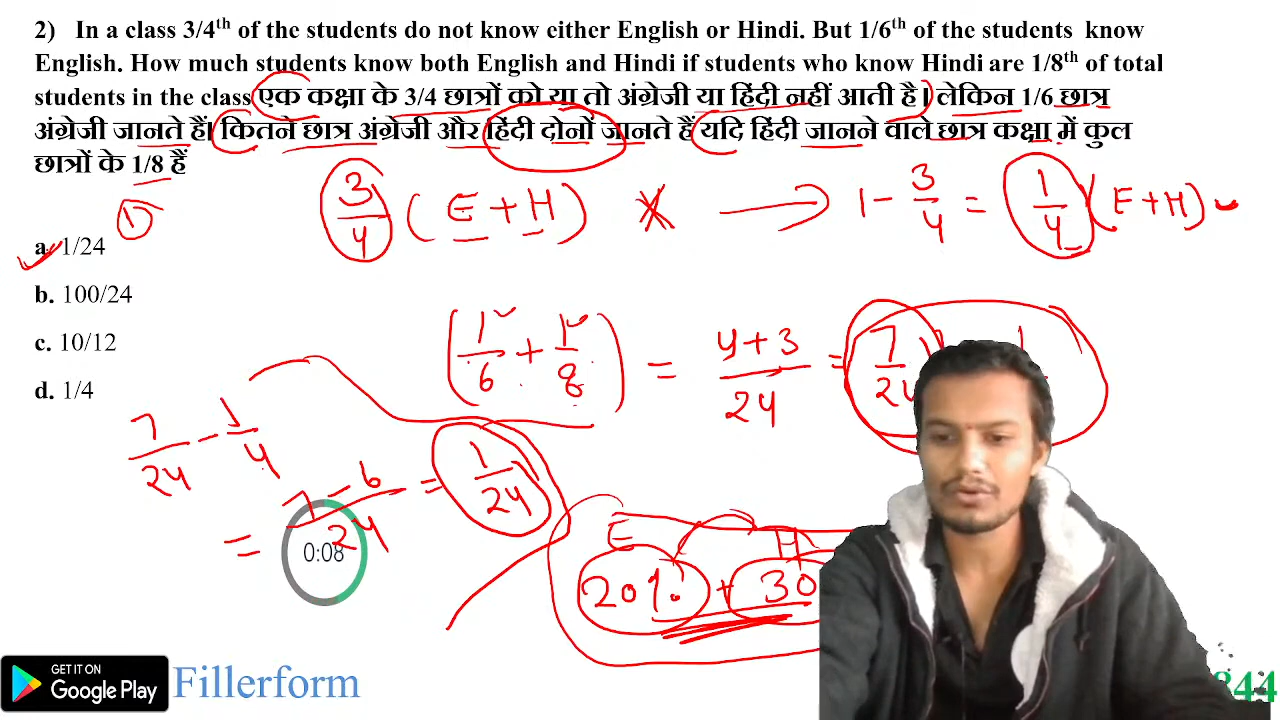 2) In a class 3/4th of the students do not know either English or Hindi. But 1/6th of the students know
English. How much students know both English and Hindi if students who know Hindi are 1/8th of total
students in the class एक कक्षा के 3/4 छात्रों को या तो अंग्रेजी या हिंदी नहीं आती है। लेकिन 1/6 छात्र
अंग्रेजी जानते हैं। कितने छात्र अंग्रेजी और हिंदी दोनों जानते हैं यदि हिंदी जानने वाले छात्र कक्षा में कुल
छात्रों के 1/8 हैं
3/4 (E + H) → 1 - 3/4 = 1/4 (E + H)
①
a. 1/24
b. 100/24
c. 10/12
d. 1/4
(1/6 + 1/8) = 4+3/24 = 7/24
7/24 - 1/4
= 7-6/24 = 1/24
0:08
E H
20% + 30
GET IT ON
Google Play
Fillerform
844